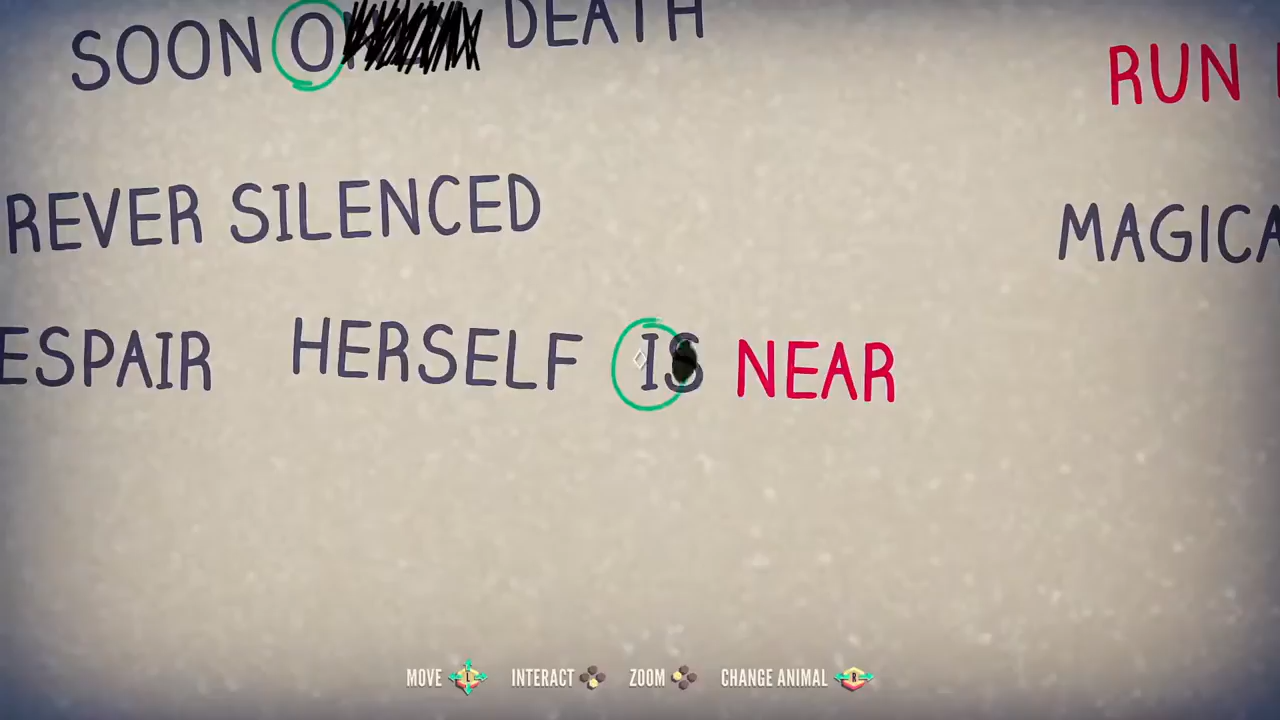 SOON O DEATH
RUN
REVER SILENCED
MAGICA
ESPAIR HERSELF IS NEAR
MOVE L INTERACT ZOOM CHANGE ANIMAL R